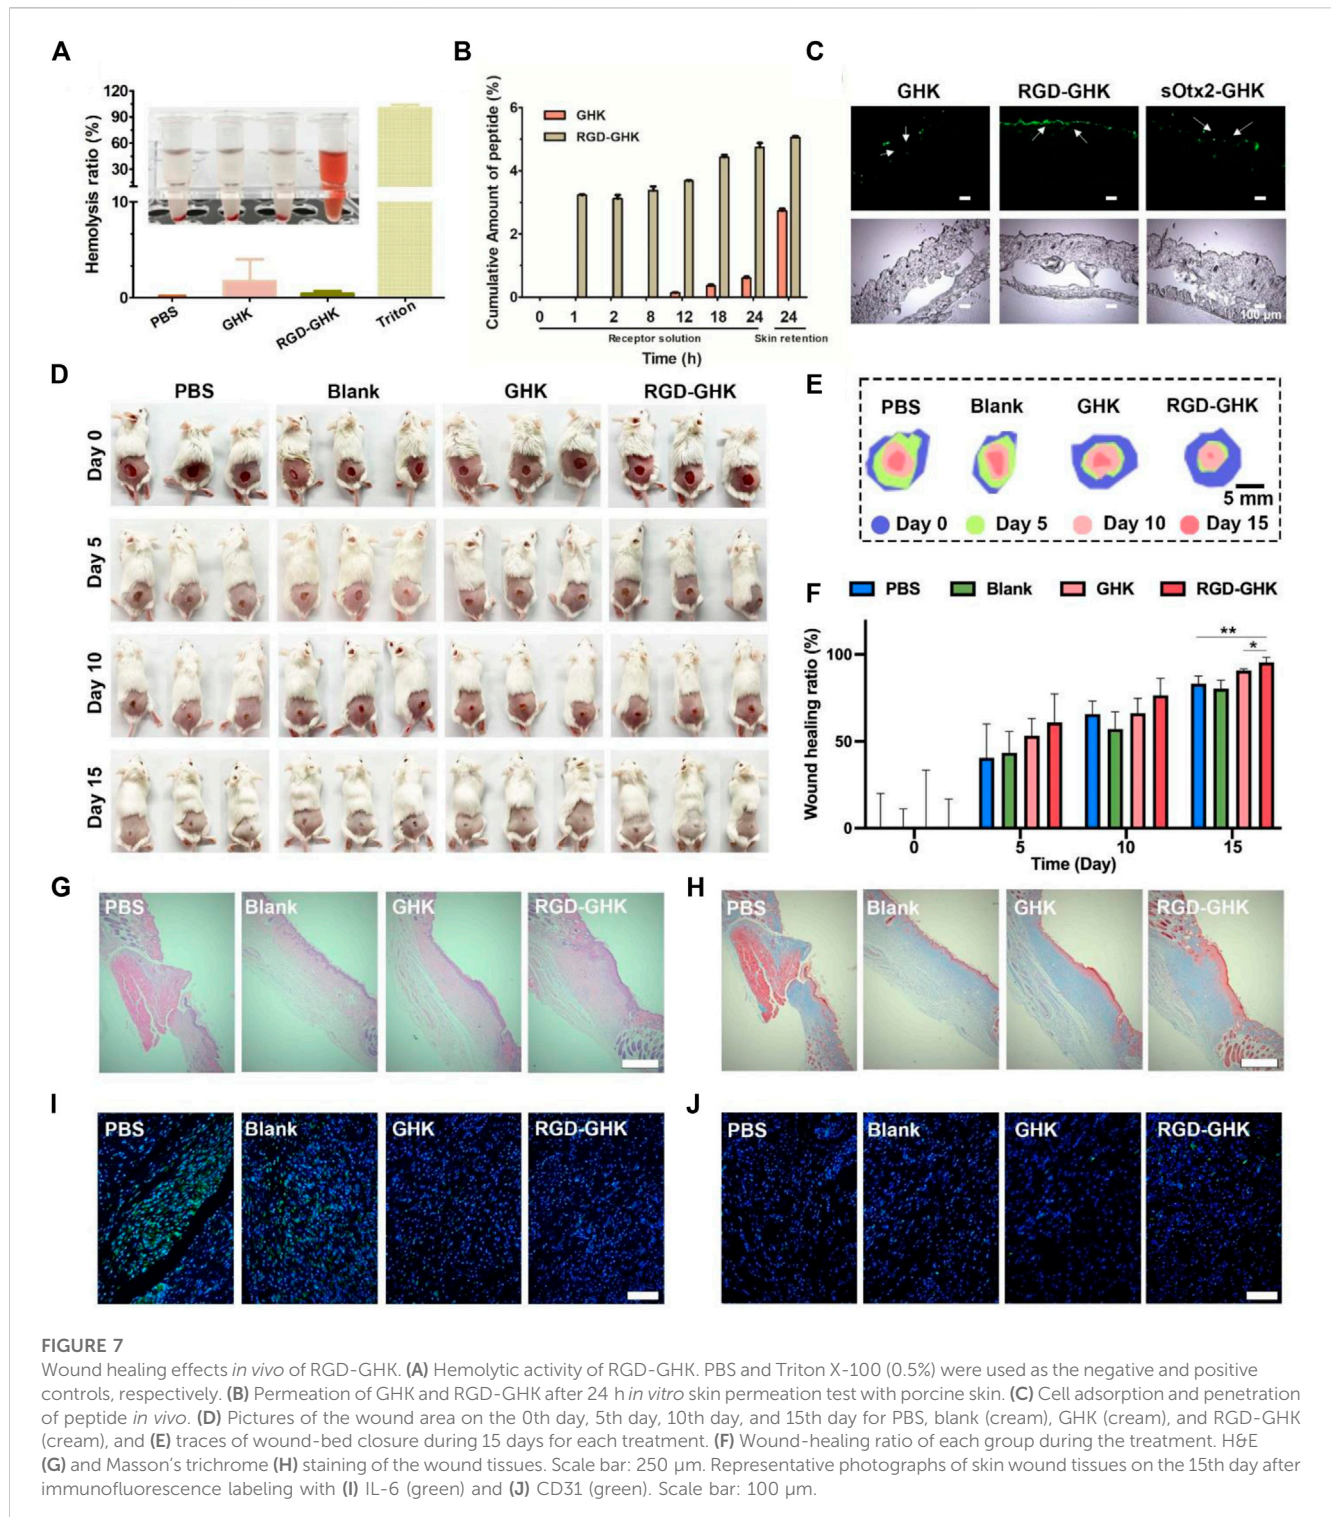 A
Hemolysis ratio (%)
120
90
60
30
10
0
PBS
GHK
RGD-GHK
Triton
B
Cumulative Amount of peptide (%)
6
4
2
0
GHK
RGD-GHK
0 1 2 8 12 18 24 24
Receptor solution Skin retention
Time (h)
C
GHK RGD-GHK sOtx2-GHK
100 μm
D
PBS Blank GHK RGD-GHK
Day 0
Day 5
Day 10
Day 15
E
PBS Blank GHK RGD-GHK
5 mm
Day 0 Day 5 Day 10 Day 15
F
PBS Blank GHK RGD-GHK
Wound healing ratio (%)
100
50
0
**
*
0 5 10 15
Time (Day)
G
PBS Blank GHK RGD-GHK
H
PBS Blank GHK RGD-GHK
I
PBS Blank GHK RGD-GHK
J
PBS Blank GHK RGD-GHK
FIGURE 7
Wound healing effects in vivo of RGD-GHK. (A) Hemolytic activity of RGD-GHK. PBS and Triton X-100 (0.5%) were used as the negative and positive
controls, respectively. (B) Permeation of GHK and RGD-GHK after 24 h in vitro skin permeation test with porcine skin. (C) Cell adsorption and penetration
of peptide in vivo. (D) Pictures of the wound area on the 0th day, 5th day, 10th day, and 15th day for PBS, blank (cream), GHK (cream), and RGD-GHK
(cream), and (E) traces of wound-bed closure during 15 days for each treatment. (F) Wound-healing ratio of each group during the treatment. H&E
(G) and Masson's trichrome (H) staining of the wound tissues. Scale bar: 250 μm. Representative photographs of skin wound tissues on the 15th day after
immunofluorescence labeling with (I) IL-6 (green) and (J) CD31 (green). Scale bar: 100 μm.